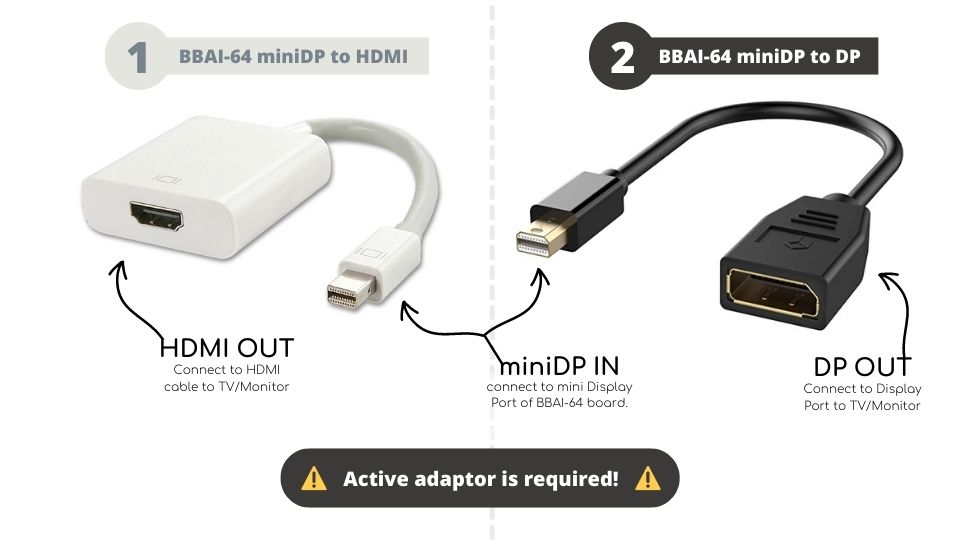 1
BBAI-64 miniDP to HDMI
2
BBAI-64 miniDP to DP
HDMI OUT
Connect to HDMI
cable to TV/Monitor
miniDP IN
connect to mini Display
Port of BBAI-64 board.
DP OUT
Connect to Display
Port to TV/Monitor
Active adaptor is required!